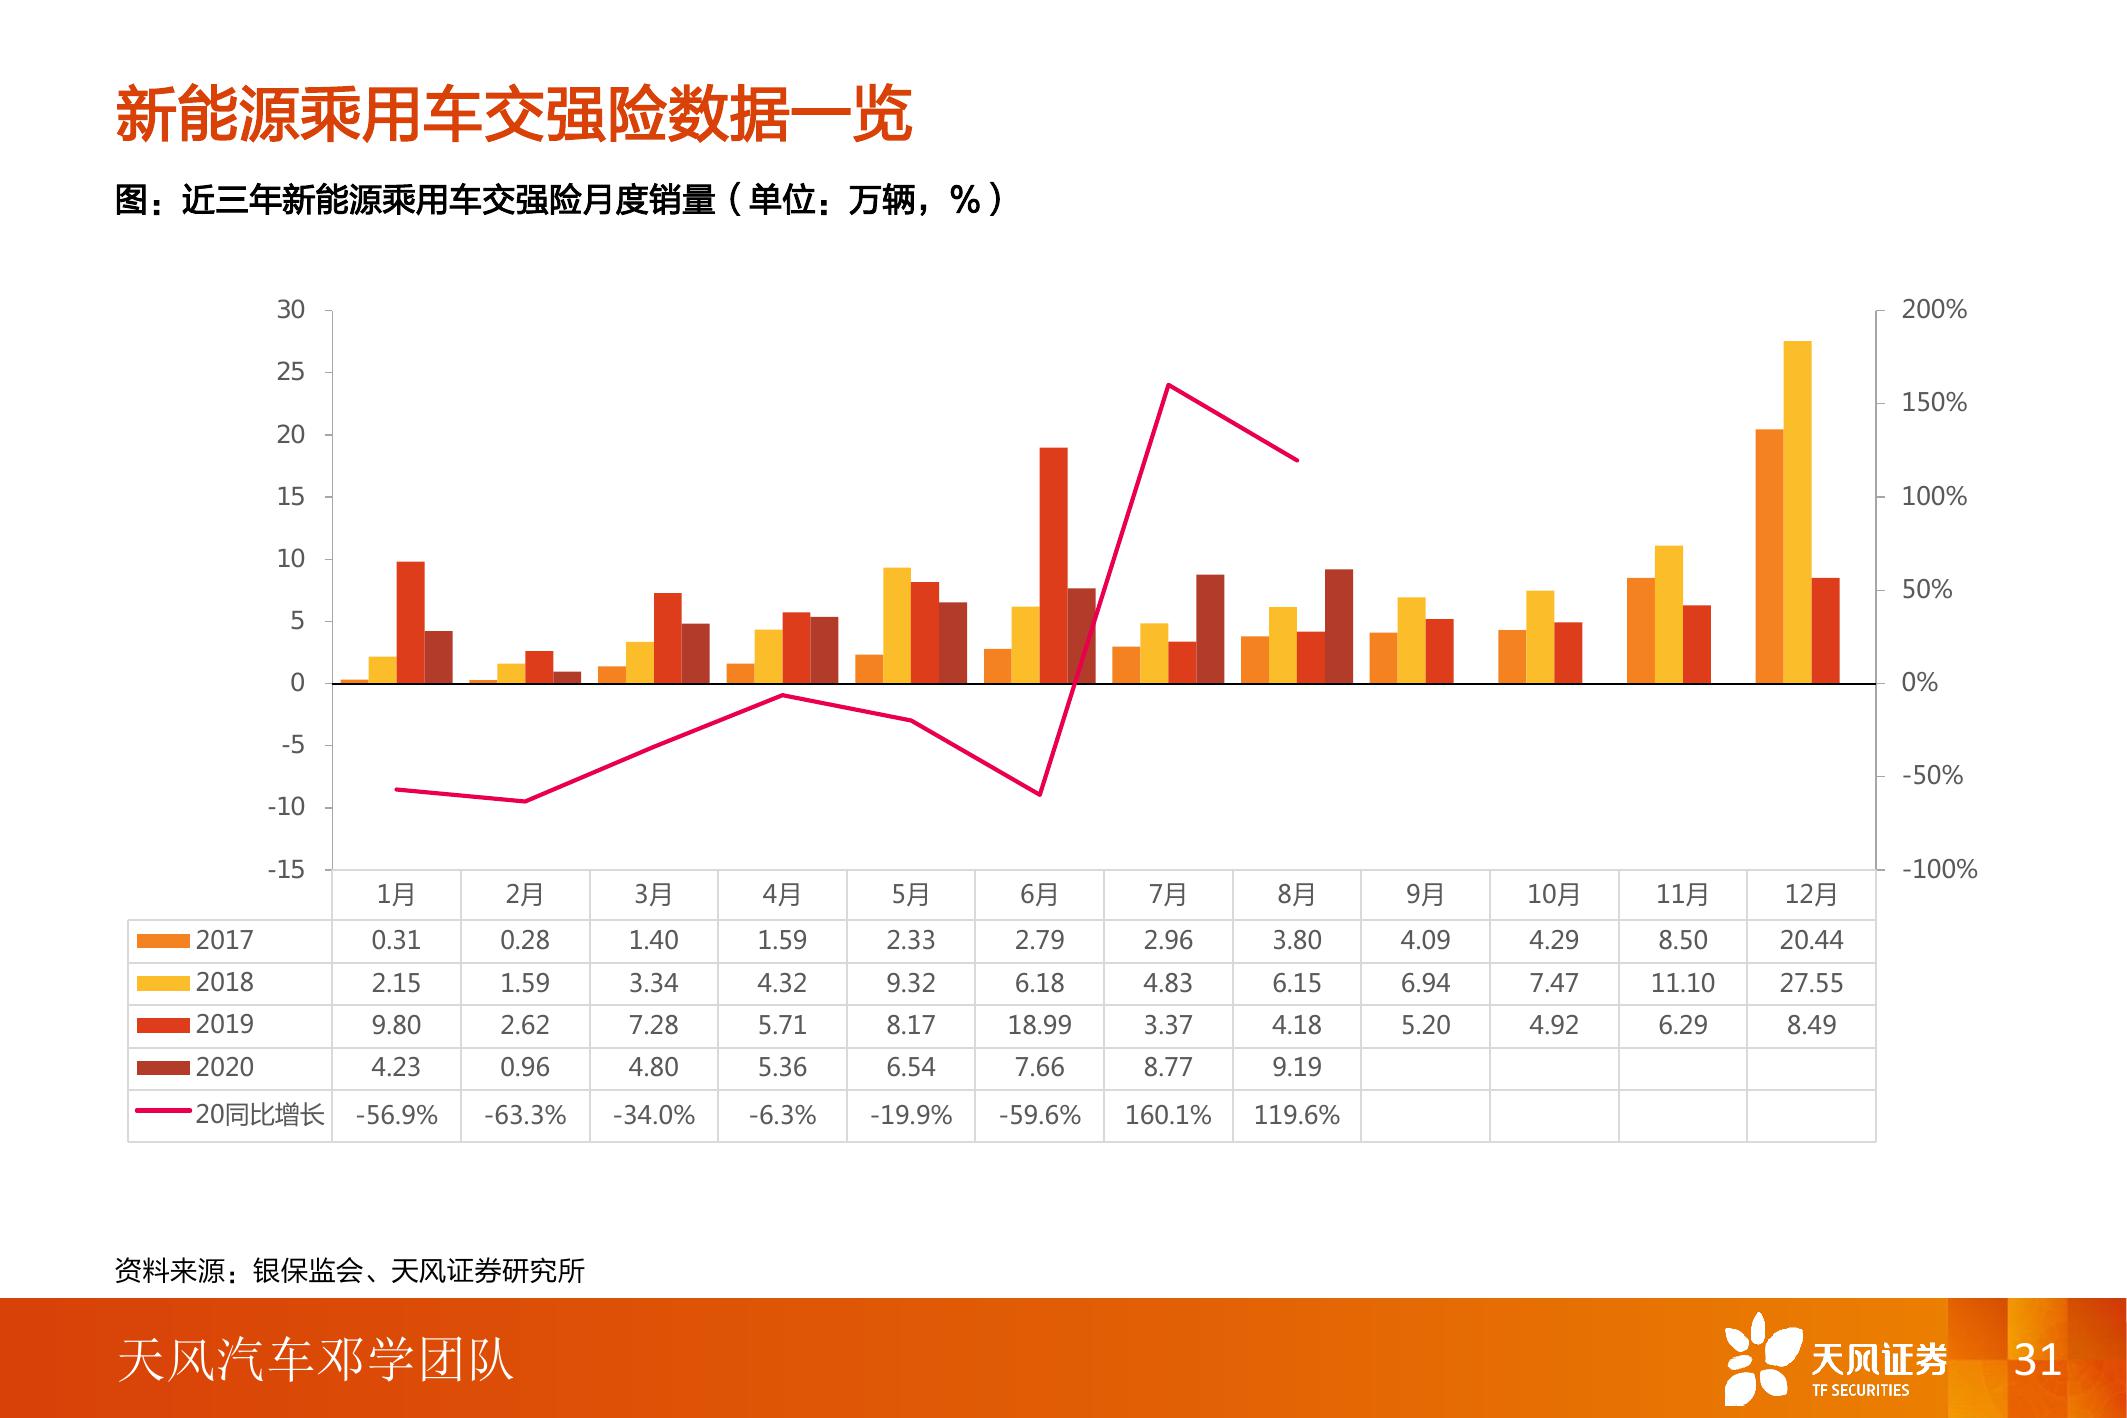 新能源乘用车交强险数据一览
图：近三年新能源乘用车交强险月度销量（单位：万辆，%）
30 200%
25 150%
20 100%
15 50%
10 0%
5 -50%
0 -100%
-5
-10
-15
1月 2月 3月 4月 5月 6月 7月 8月 9月 10月 11月 12月
2017 0.31 0.28 1.40 1.59 2.33 2.79 2.96 3.80 4.09 4.29 8.50 20.44
2018 2.15 1.59 3.34 4.32 9.32 6.18 4.83 6.15 6.94 7.47 11.10 27.55
2019 9.80 2.62 7.28 5.71 8.17 18.99 3.37 4.18 5.20 4.92 6.29 8.49
2020 4.23 0.96 4.80 5.36 6.54 7.66 8.77 9.19
20同比增长 -56.9% -63.3% -34.0% -6.3% -19.9% -59.6% 160.1% 119.6%
资料来源：银保监会、天风证券研究所
天风汽车邓学团队
天风证券
TF SECURITIES
31